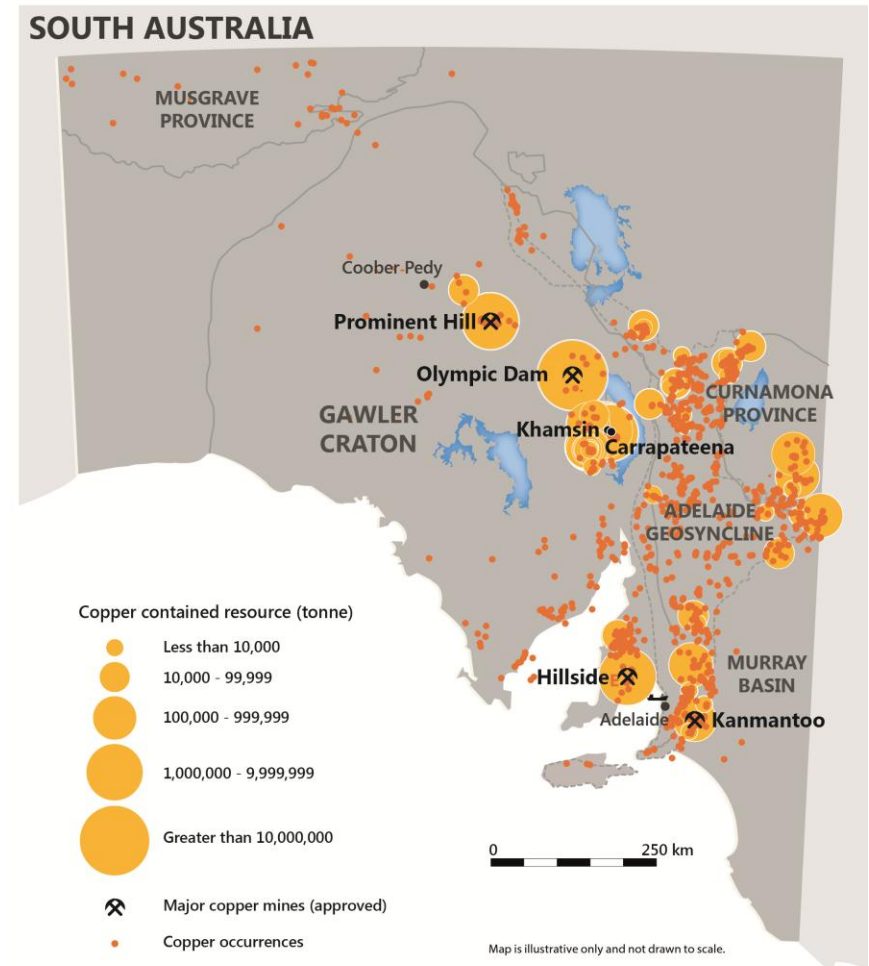 SOUTH AUSTRALIA
MUSGRAVE
PROVINCE
Coober Pedy
Prominent Hill
Olympic Dam
CURNAMONA
PROVINCE
GAWLER
CRATON
Khamsin
Carrapateena
ADELAIDE
GEOSYNCLINE
Copper contained resource (tonne)
Less than 10,000
10,000 - 99,999
100,000 - 999,999
1,000,000 - 9,999,999
Greater than 10,000,000
Major copper mines (approved)
Copper occurrences
Hillside
MURRAY
BASIN
Adelaide
Kanmantoo
0 250 km
Map is illustrative only and not drawn to scale.